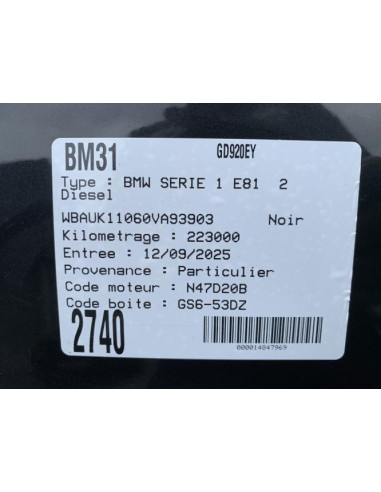 BM31 GD920EY
Type : BMW SERIE 1 E81 2
Diesel
WBAUK11060VA93903 Noir
Kilometrage : 223000
Entree : 12/09/2025
Provenance : Particulier
Code moteur : N47D20B
Code boite : GS6-53DZ
2740
000014847969